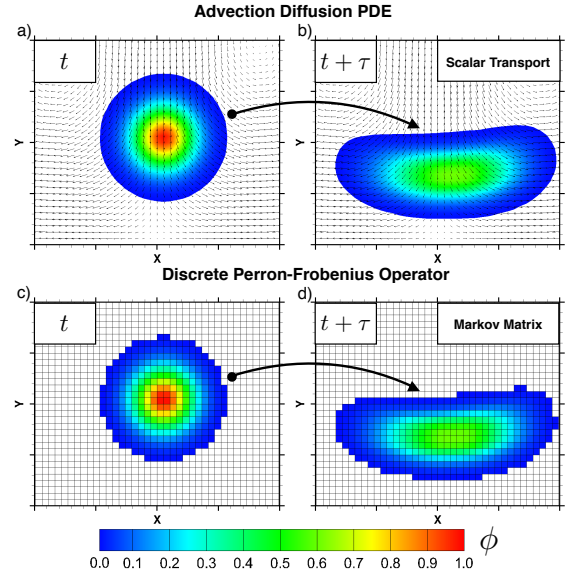 Advection Diffusion PDE
a)
t
b)
t + τ
Scalar Transport
Y
Y
X
X
Discrete Perron-Frobenius Operator
c)
t
d)
t + τ
Markov Matrix
Y
Y
X
X
ϕ
0.0 0.1 0.2 0.3 0.4 0.5 0.6 0.7 0.8 0.9 1.0